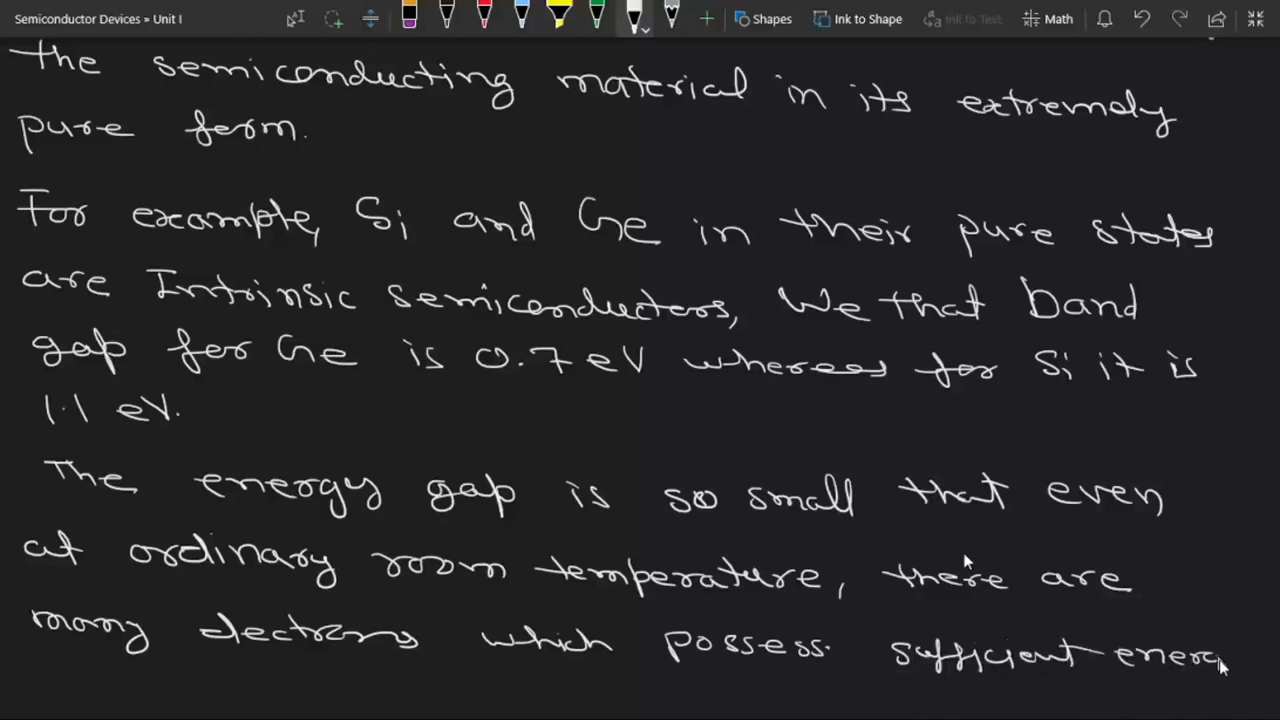 Semiconductor Devices » Unit I
Shapes
Ink to Shape
Ink to Text
Math
the semiconducting material in its extremely
pure form.
For example, Si and Ge in their pure states
are Intrinsic semiconductors, We that band
gap for Ge is 0.7 eV whereas for Si it is
1.1 eV.
The energy gap is so small that even
at ordinary room temperature, there are
many electrons which possess sufficient energ